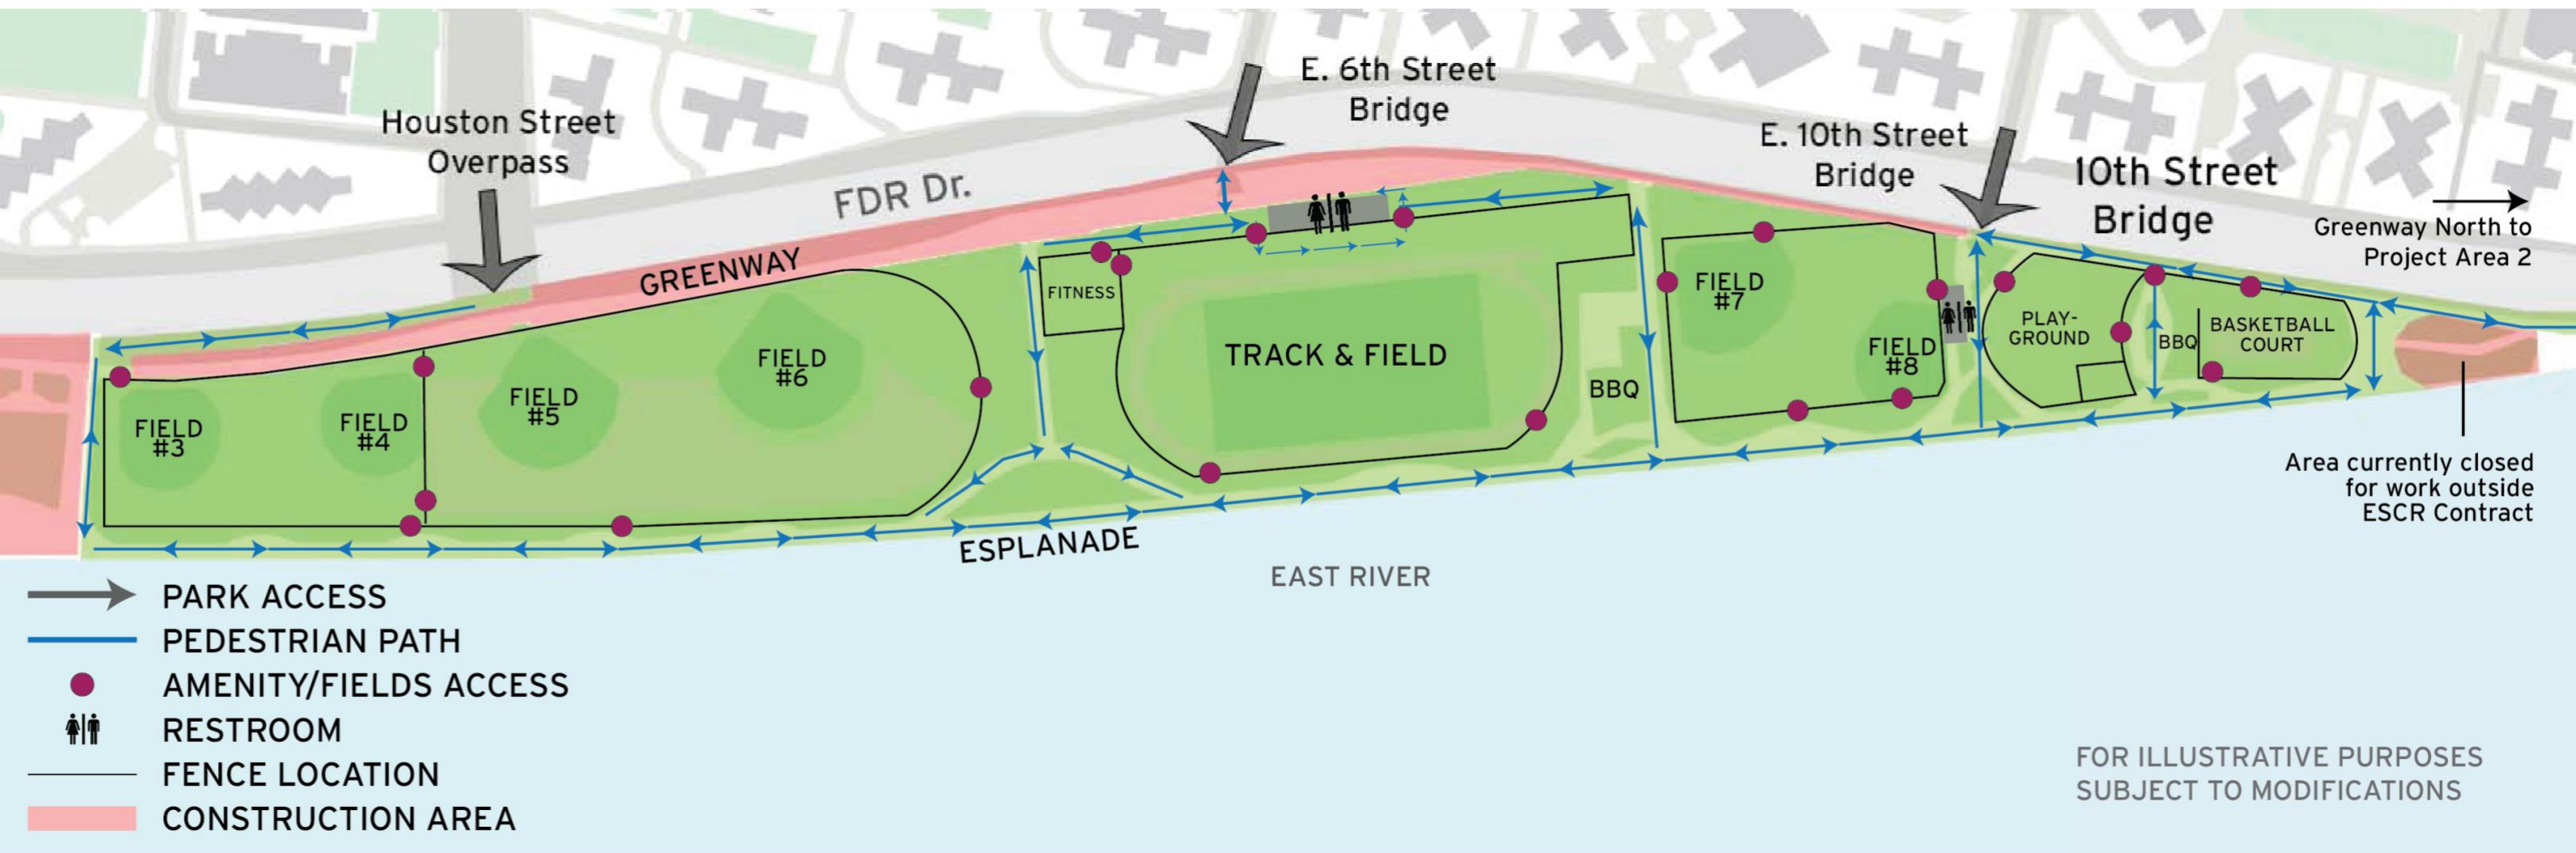 Houston Street
Overpass
FDR Dr.
GREENWAY
E. 6th Street
Bridge
E. 10th Street
Bridge
10th Street
Bridge
Greenway North to
Project Area 2
FIELD
#3
FIELD
#4
FIELD
#5
FIELD
#6
FITNESS
TRACK & FIELD
BBQ
FIELD
#7
FIELD
#8
PLAY-
GROUND
BBQ
BASKETBALL
COURT
Area currently closed
for work outside
ESCR Contract
ESPLANADE
EAST RIVER
PARK ACCESS
PEDESTRIAN PATH
AMENITY/FIELDS ACCESS
RESTROOM
FENCE LOCATION
CONSTRUCTION AREA
FOR ILLUSTRATIVE PURPOSES
SUBJECT TO MODIFICATIONS